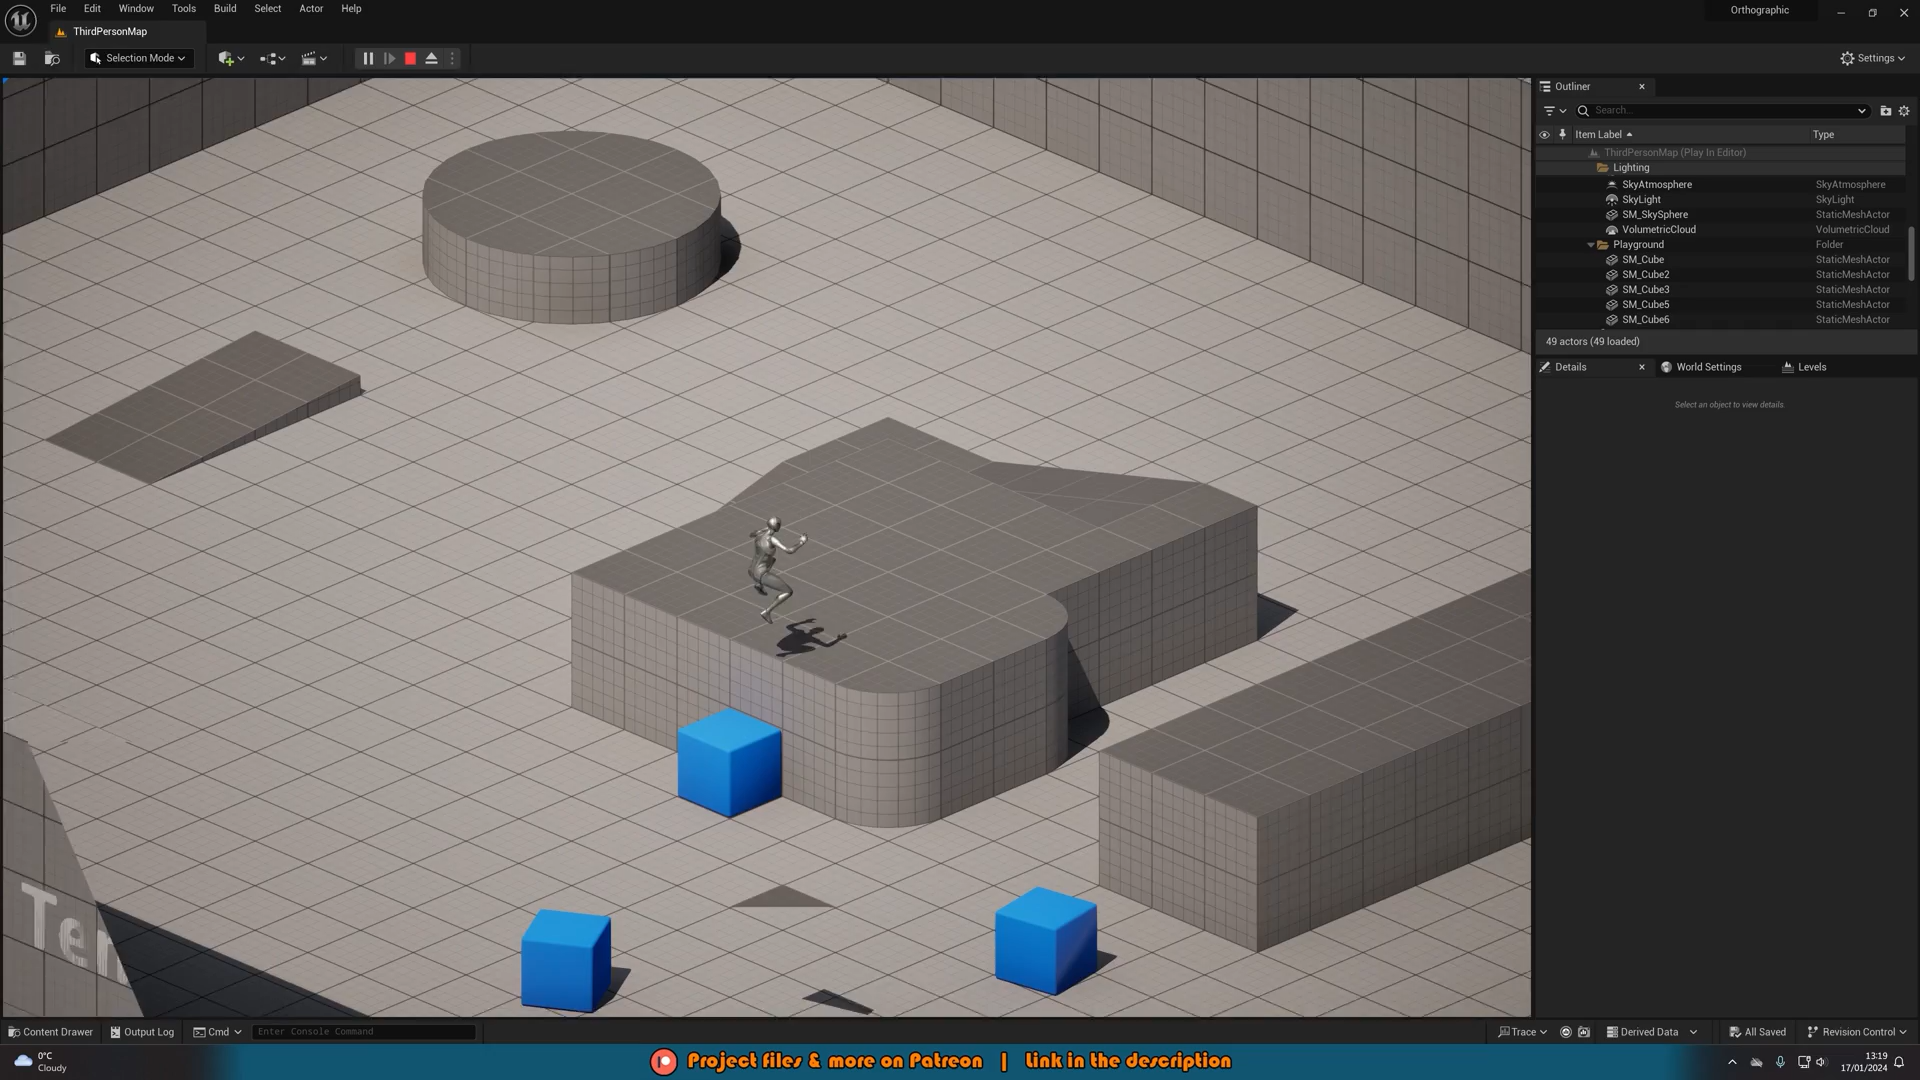 File Edit Window Tools Build Select Actor Help
Orthographic
ThirdPersonMap
Selection Mode
Settings
Outliner
Search...
Item Label Type
ThirdPersonMap (Play In Editor)
Lighting
SkyAtmosphere SkyAtmosphere
SkyLight SkyLight
SM_SkySphere StaticMeshActor
VolumetricCloud VolumetricCloud
Playground Folder
SM_Cube StaticMeshActor
SM_Cube2 StaticMeshActor
SM_Cube3 StaticMeshActor
SM_Cube5 StaticMeshActor
SM_Cube6 StaticMeshActor
49 actors (49 loaded)
Details World Settings Levels
Select an object to view details.
Content Drawer Output Log Cmd Enter Console Command
Trace Derived Data All Saved Revision Control
0°C
Cloudy
Project files & more on Patreon | Link in the description
13:19
17/01/2024